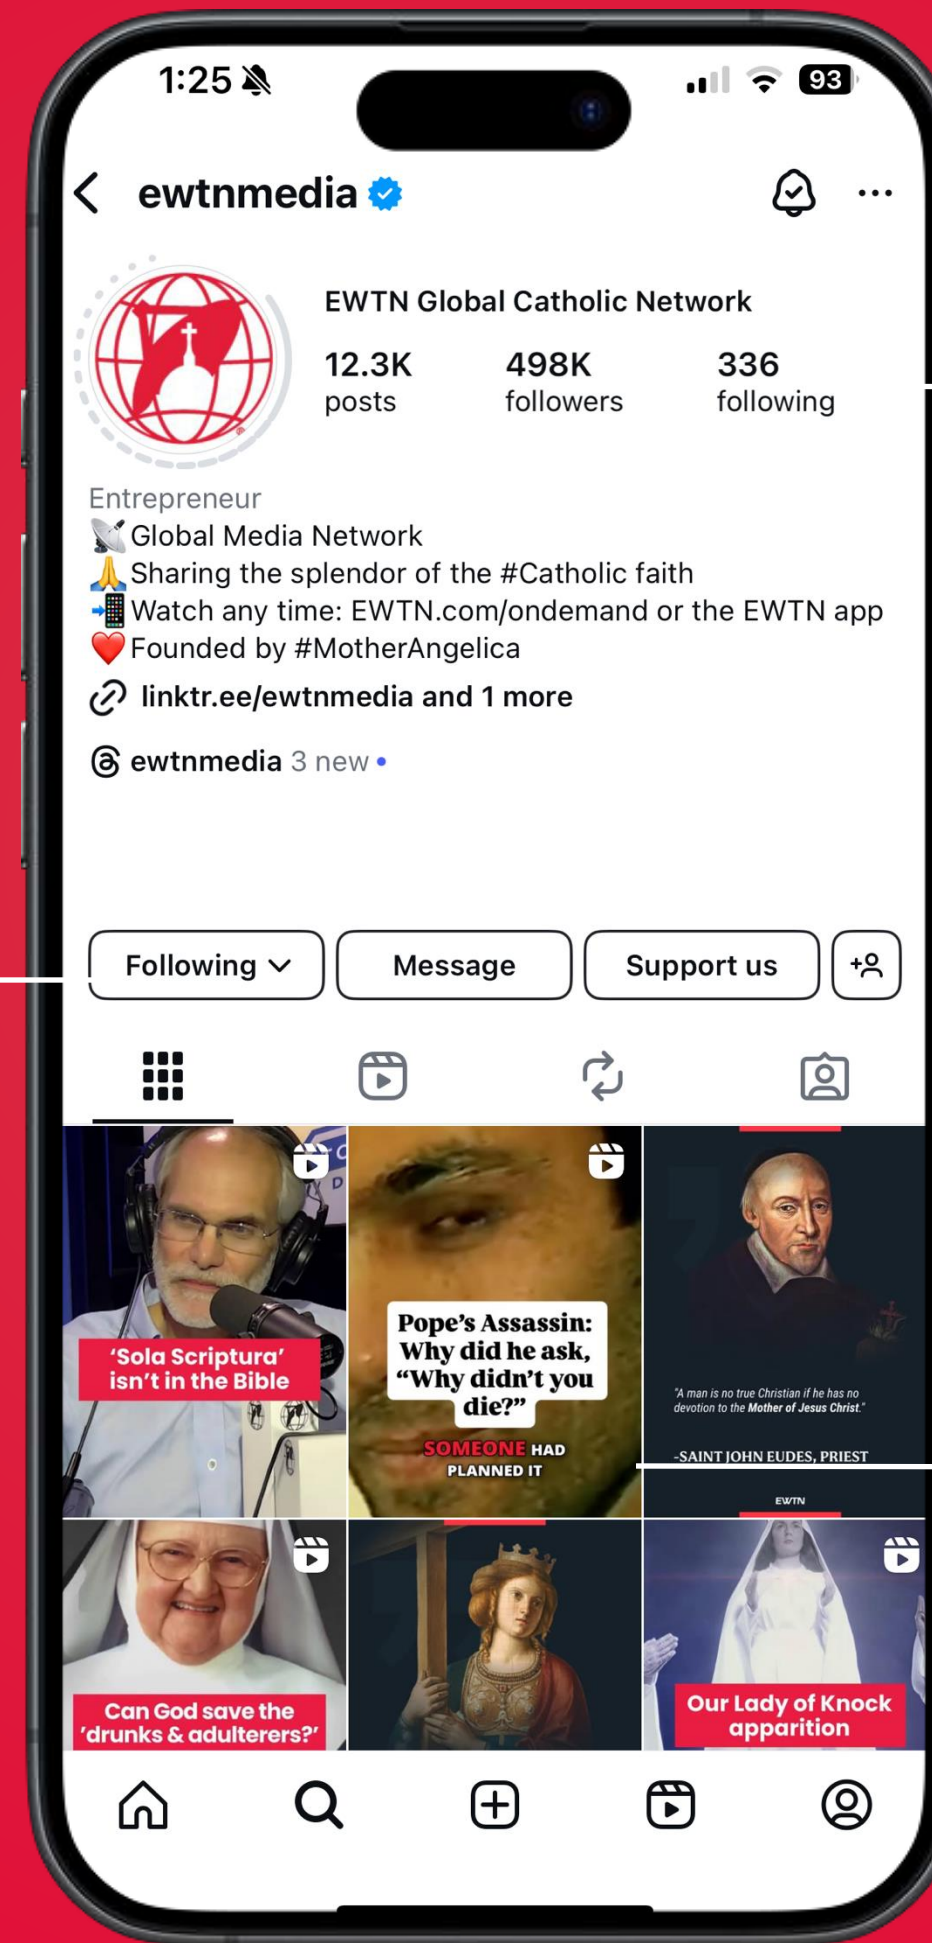 1:25
93
ewtnmedia
EWTN Global Catholic Network
12.3K 498K 336
posts followers following
Entrepreneur
Global Media Network
Sharing the splendor of the #Catholic faith
Watch any time: EWTN.com/ondemand or the EWTN app
Founded by #MotherAngelica
linktr.ee/ewtnmedia and 1 more
ewtnmedia 3 new
Following Message Support us
'Sola Scriptura'
isn't in the Bible
Pope's Assassin:
Why did he ask,
"Why didn't you
die?"
SOMEONE HAD
PLANNED IT
"A man is no true Christian if he has no
devotion to the Mother of Jesus Christ."
-SAINT JOHN EUDES, PRIEST
EWTN
Can God save the
'drunks & adulterers?'
Our Lady of Knock
apparition